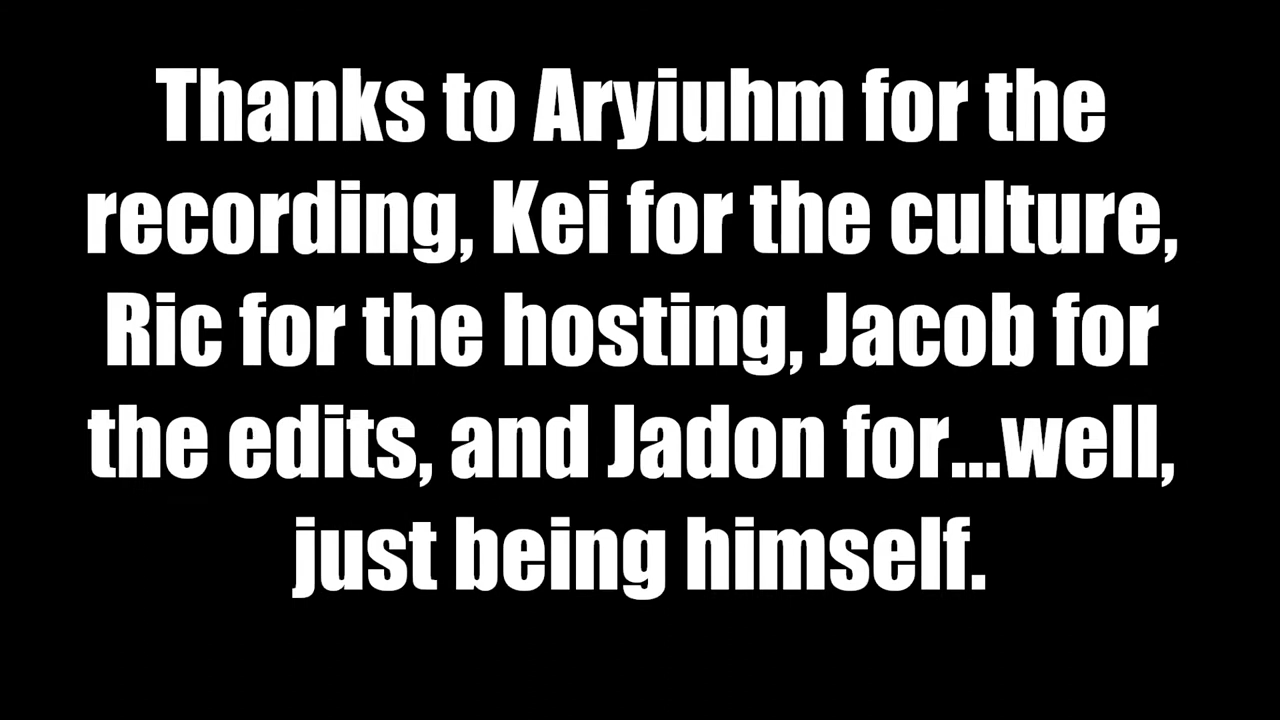 Thanks to Aryiuhm for the
recording, Kei for the culture,
Ric for the hosting, Jacob for
the edits, and Jadon for...well,
just being himself.